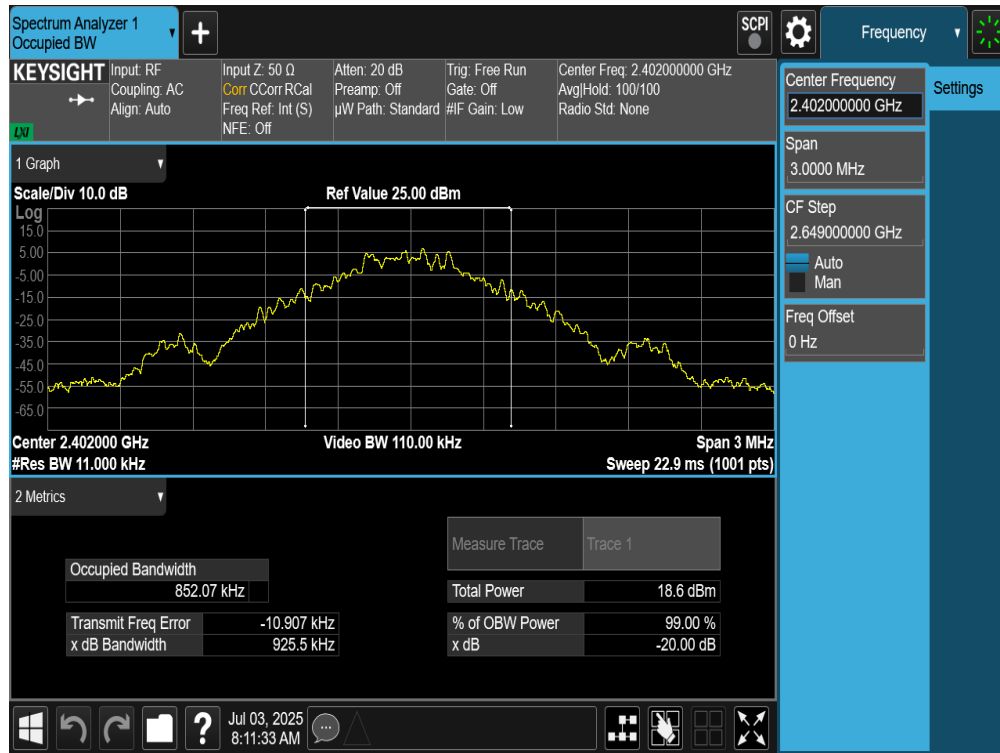 Spectrum Analyzer 1
Occupied BW
+
SCPI
Frequency
KEYSIGHT
LXI
Input: RF
Coupling: AC
Align: Auto
Input Z: 50 Ω
Corr CCorr RCal
Freq Ref: Int (S)
NFE: Off
Atten: 20 dB
Preamp: Off
µW Path: Standard
Trig: Free Run
Gate: Off
#IF Gain: Low
Center Freq: 2.402000000 GHz
Avg|Hold: 100/100
Radio Std: None
Center Frequency
2.402000000 GHz
Settings
Span
3.0000 MHz
CF Step
2.649000000 GHz
Auto
Man
Freq Offset
0 Hz
1 Graph
Scale/Div 10.0 dB
Ref Value 25.00 dBm
Log
15.0
5.00
-5.00
-15.0
-25.0
-35.0
-45.0
-55.0
-65.0
Center 2.402000 GHz
Video BW 110.00 kHz
Span 3 MHz
#Res BW 11.000 kHz
Sweep 22.9 ms (1001 pts)
2 Metrics
Measure Trace
Trace 1
Occupied Bandwidth
852.07 kHz
Total Power
18.6 dBm
Transmit Freq Error
-10.907 kHz
% of OBW Power
99.00 %
x dB Bandwidth
925.5 kHz
x dB
-20.00 dB
?
Jul 03, 2025
8:11:33 AM